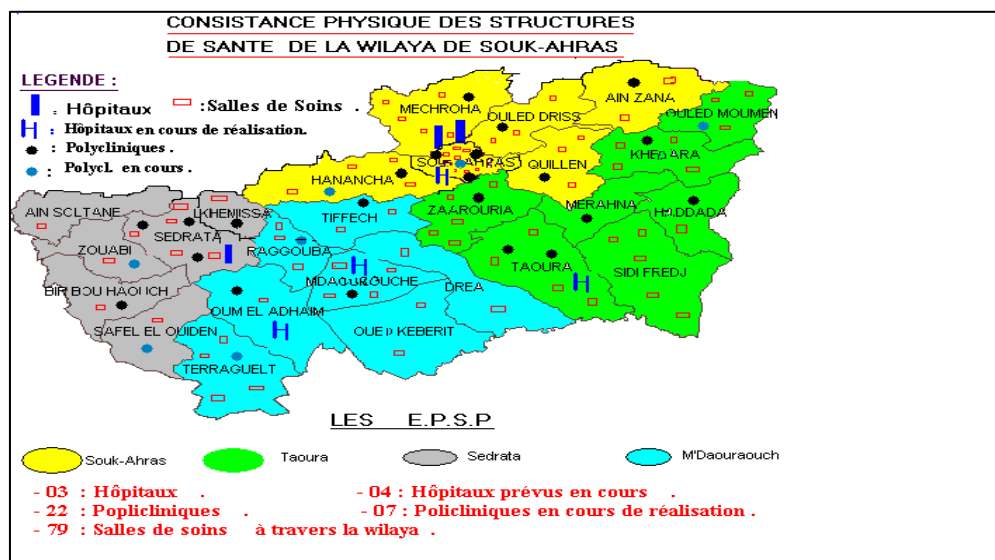 CONSISTANCE PHYSIQUE DES STRUCTURES
DE SANTE DE LA WILAYA DE SOUK-AHRAS
LEGENDE :
: Hôpitaux
:Salles de Soins .
H : Hôpitaux en cours de réalisation.
: Polycliniques .
: Polycl. en cours .
MECHROHA
OULED DRISS
AIN ZANA
OULED MOUMEN
KHEDARA
QUILLEN
HANANCHA
ZAAROURIA
MERAHNA
HADDADA
TIFFECH
AIN SOLTANE
LKHEMISSA
SEDRATA
ZOUABI
RAGGOUBA
TAOURA
SIDI FREDJ
MDAOUROUCHE
DREA
BIR BOU HAOUCH
OUM EL ADHAIM
SAFEL EL OUIDEN
OUED KEBERIT
TERRAGUELT
H
H
H
H
LES E.P.S.P
Souk-Ahras
Taoura
Sedrata
M'Daouraouch
- 03 : Hôpitaux .
- 04 : Hôpitaux prévus en cours .
- 22 : Poplicliniques .
- 07 : Policliniques en cours de réalisation .
- 79 : Salles de soins à travers la wilaya .